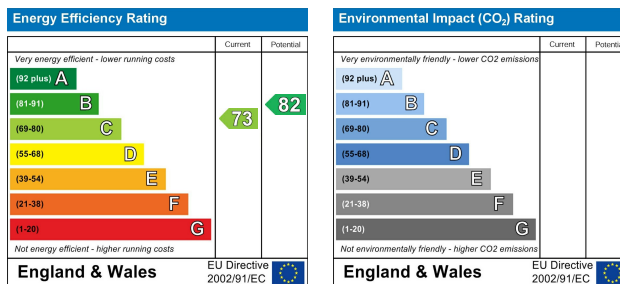 Energy Efficiency Rating
Current Potential
Very energy efficient - lower running costs
(92 plus) A
(81-91) B
(69-80) C
(55-68) D
(39-54) E
(21-38) F
(1-20) G
73
82
Not energy efficient - higher running costs
England & Wales
EU Directive
2002/91/EC
Environmental Impact (CO₂) Rating
Current Potential
Very environmentally friendly - lower CO2 emissions
(92 plus) A
(81-91) B
(69-80) C
(55-68) D
(39-54) E
(21-38) F
(1-20) G
Not environmentally friendly - higher CO2 emissions
England & Wales
EU Directive
2002/91/EC